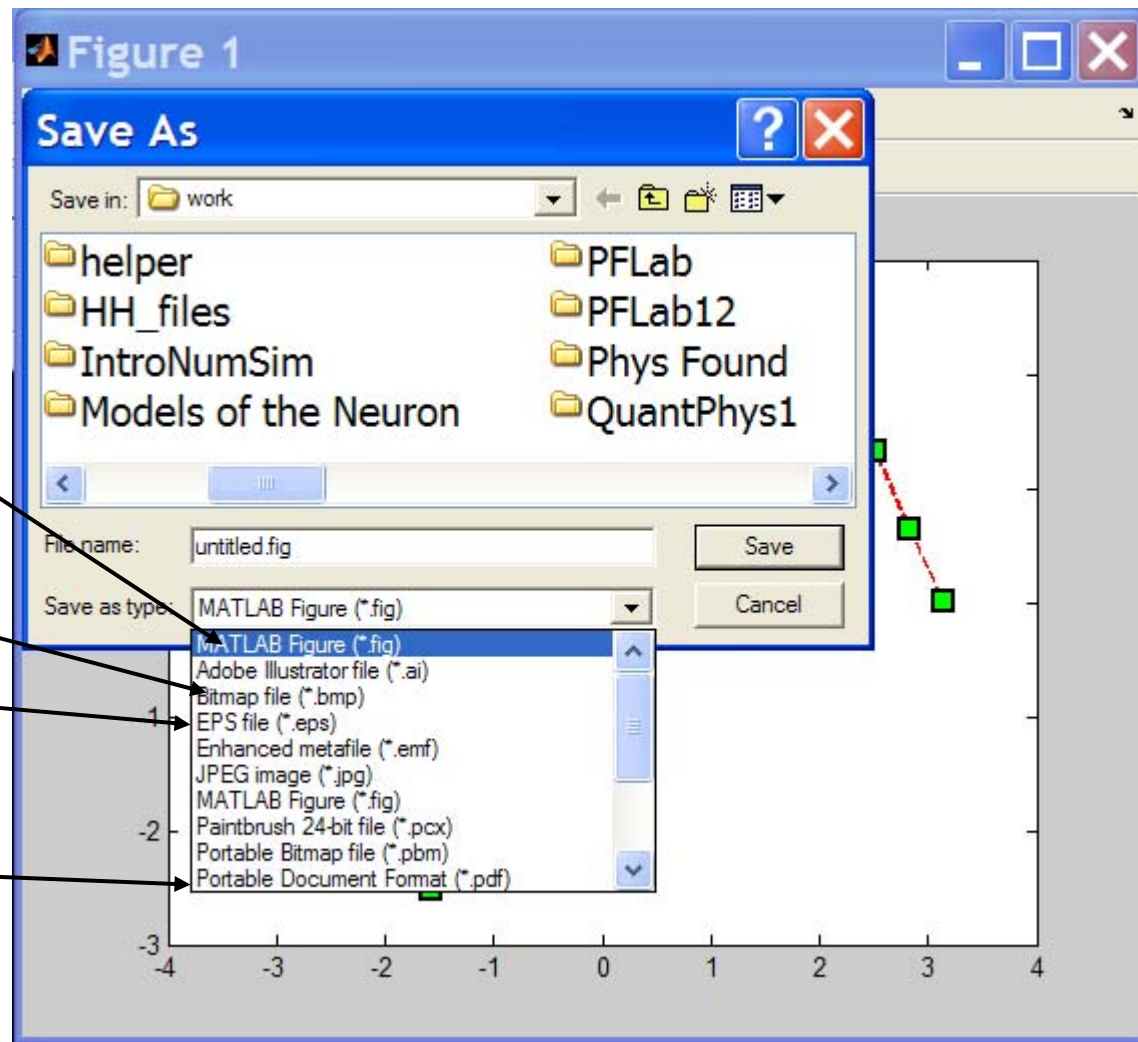 Figure 1
Save As
Save in: work
helper
HH_files
IntroNumSim
Models of the Neuron
PFLab
PFLab12
Phys Found
QuantPhys1
File name: untitled.fig Save
Save as type: MATLAB Figure (*.fig) Cancel
MATLAB Figure (*.fig)
Adobe Illustrator file (*.ai)
Bitmap file (*.bmp)
EPS file (*.eps)
Enhanced metafile (*.emf)
JPEG image (*.jpg)
MATLAB Figure (*.fig)
Paintbrush 24-bit file (*.pcx)
Portable Bitmap file (*.pbm)
Portable Document Format (*.pdf)
-1
-2
-3
-4 -3 -2 -1 0 1 2 3 4